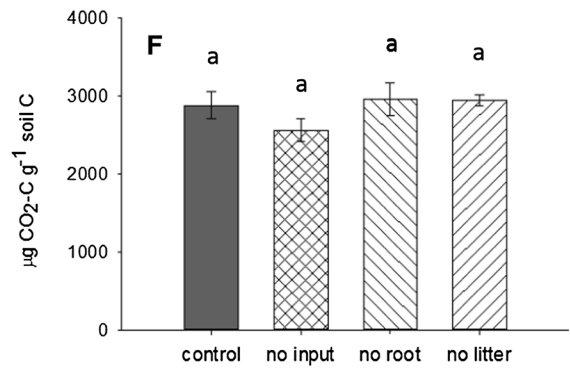 4000
F
a
a
a
a
3000
2000
1000
0
µg CO2-C g-1 soil C
control
no input
no root
no litter